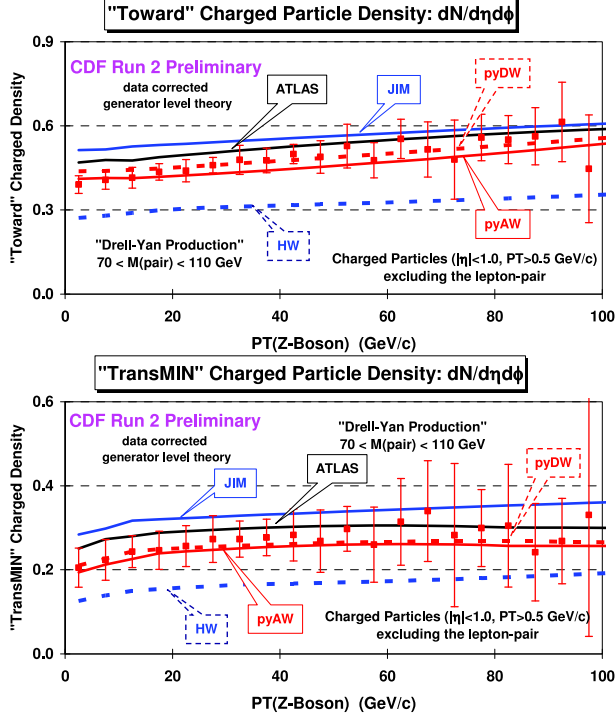 "Toward" Charged Particle Density: dN/dηdϕ
0.9
CDF Run 2 Preliminary
data corrected
generator level theory
ATLAS
JIM
pyDW
"Toward" Charged Density
0.6
0.3
0.0
pyAW
HW
"Drell-Yan Production"
70 < M(pair) < 110 GeV
Charged Particles (|η|<1.0, PT>0.5 GeV/c)
excluding the lepton-pair
0 20 40 60 80 100
PT(Z-Boson) (GeV/c)
"TransMIN" Charged Particle Density: dN/dηdϕ
0.6
CDF Run 2 Preliminary
data corrected
generator level theory
"Drell-Yan Production"
70 < M(pair) < 110 GeV
JIM
ATLAS
pyDW
"TransMIN" Charged Density
0.4
0.2
0.0
HW
pyAW
Charged Particles (|η|<1.0, PT>0.5 GeV/c)
excluding the lepton-pair
0 20 40 60 80 100
PT(Z-Boson) (GeV/c)